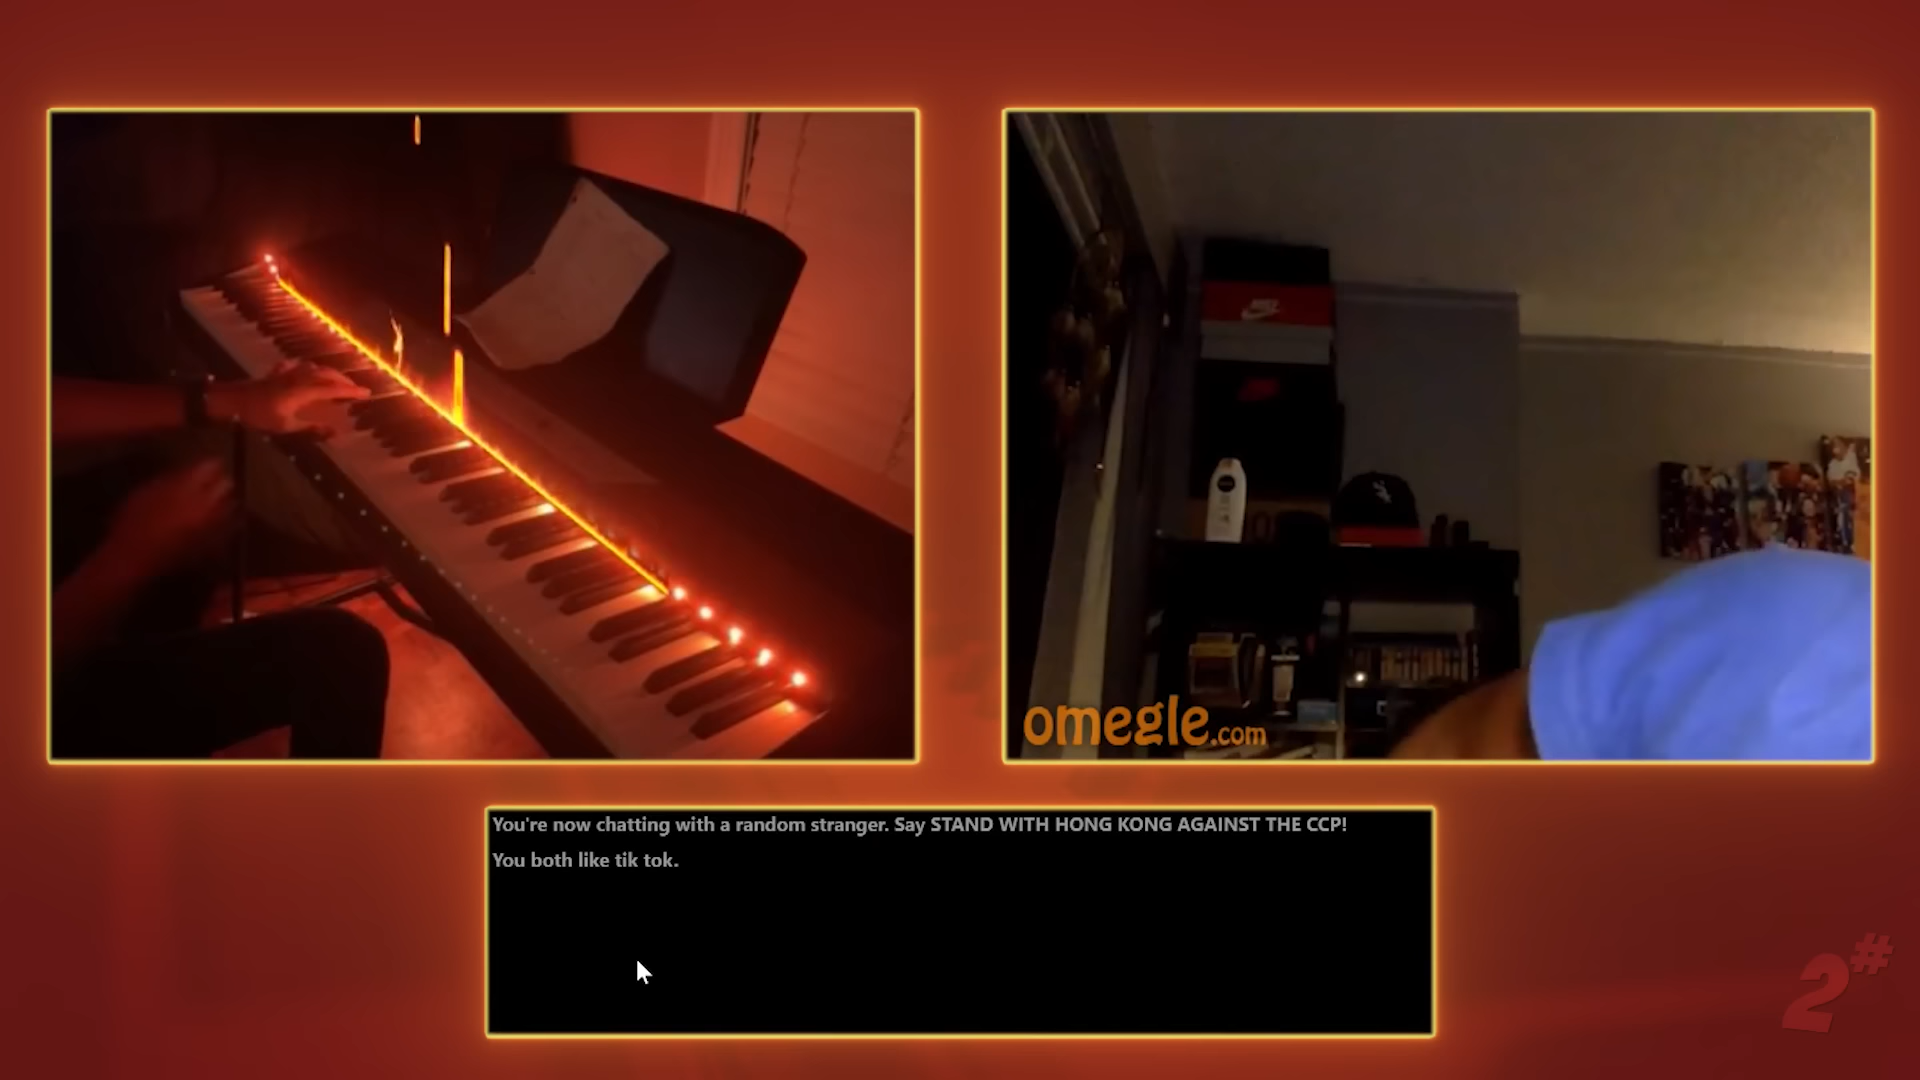 omegle.com
You're now chatting with a random stranger. Say STAND WITH HONG KONG AGAINST THE CCP!
You both like tik tok.
2#